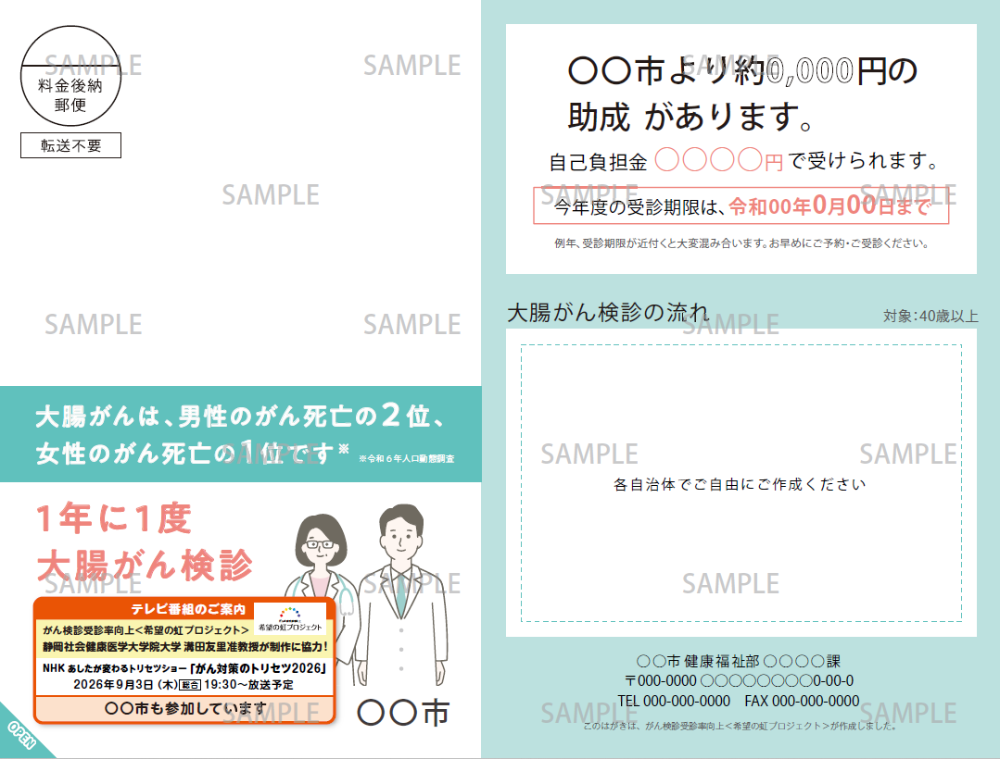 料金後納
郵便
転送不要
SAMPLE
SAMPLE
SAMPLE
SAMPLE
SAMPLE
大腸がんは、男性のがん死亡の2位、
女性のがん死亡の1位です※
※令和6年人口動態調査
SAMPLE
1年に1度
大腸がん検診
SAMPLE
SAMPLE
テレビ番組のご案内
希望の虹プロジェクト
がん検診受診率向上＜希望の虹プロジェクト＞
静岡社会健康医学大学院大学 溝田友里准教授が制作に協力！
NHK あしたが変わるトリセツショー「がん対策のトリセツ2026」
2026年9月3日（木）総合 19:30～放送予定
〇〇市も参加しています
SAMPLE
〇〇市
OPEN
〇〇市より約0,000円の
助成 があります。
SAMPLE
自己負担金 〇〇〇〇円で受けられます。
今年度の受診期限は、令和00年0月00日まで
SAMPLE
SAMPLE
例年、受診期限が近付くと大変混み合います。お早めにご予約・ご受診ください。
大腸がん検診の流れ
対象：40歳以上
SAMPLE
SAMPLE
SAMPLE
各自治体でご自由にご作成ください
SAMPLE
〇〇市 健康福祉部 〇〇〇〇課
〒000-0000 〇〇〇〇〇〇〇〇0-00-0
TEL 000-000-0000　FAX 000-000-0000
SAMPLE
SAMPLE
このはがきは、がん検診受診率向上＜希望の虹プロジェクト＞が作成しました。